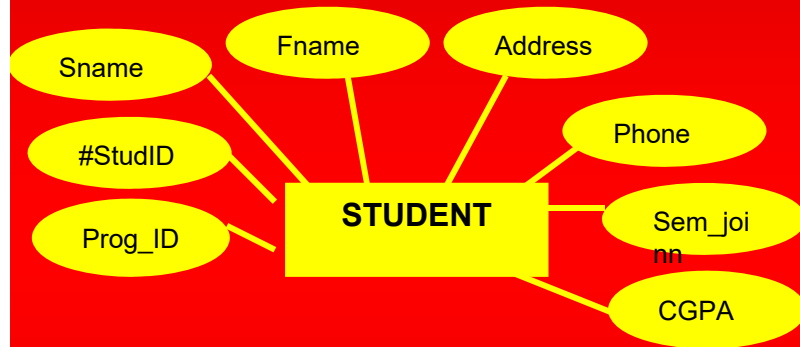 Fname
Address
Sname
Phone
#StudID
STUDENT
Sem_joi
nn
Prog_ID
CGPA